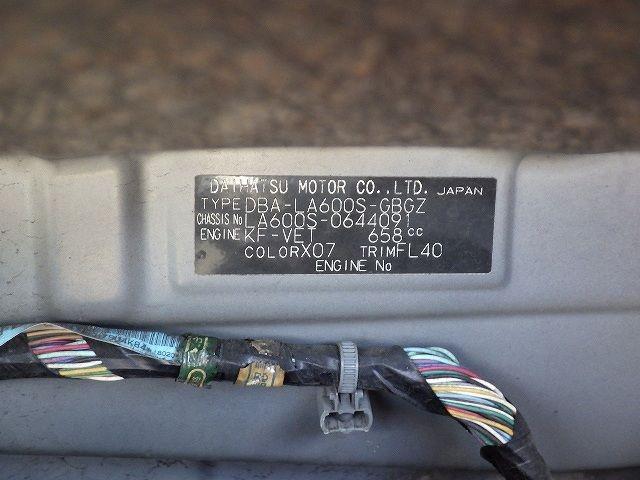 DAIHATSU MOTOR CO.,LTD. JAPAN
TYPE DBA-LA600S-GBGZ
CHASSIS No LA600S-0644091
ENGINE KF-VET 658cc
COLOR X07 TRIM FL40
ENGINE No